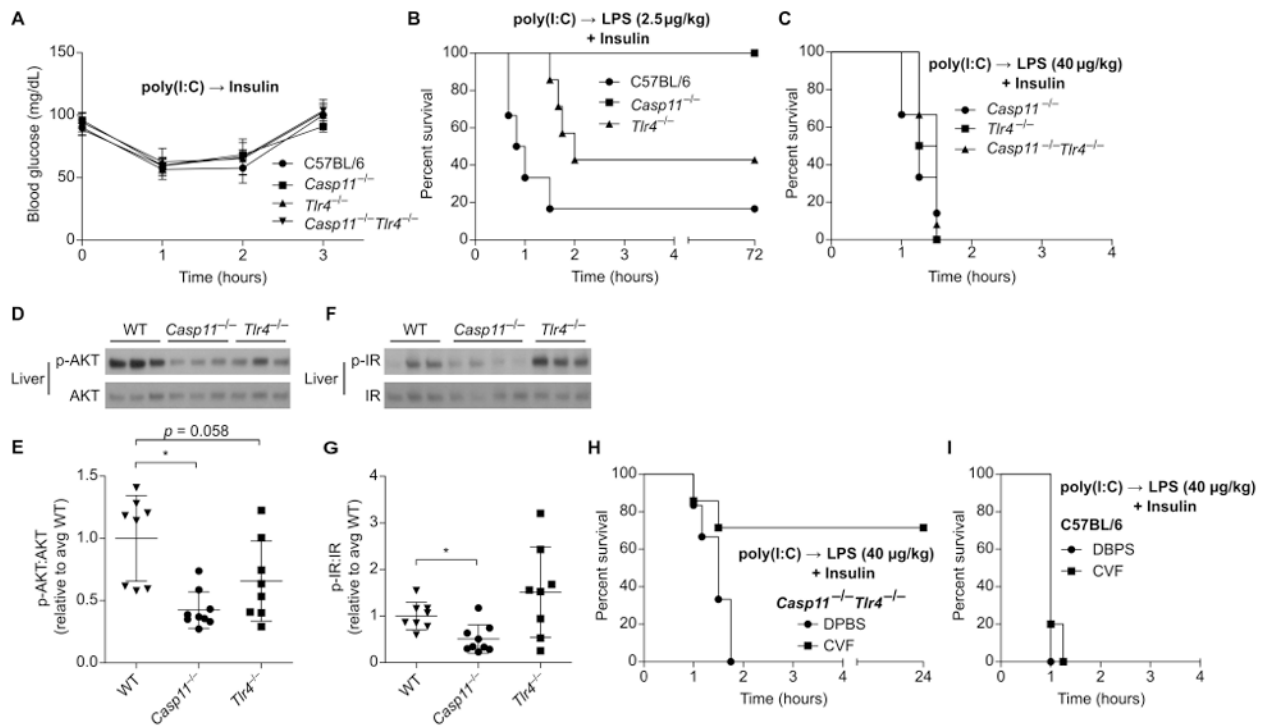 A
poly(I:C) → Insulin
Blood glucose (mg/dL)
150
100
50
0
0 1 2 3
Time (hours)
C57BL/6
Casp11–/–
Tlr4–/–
Casp11–/–Tlr4–/–
B
poly(I:C) → LPS (2.5µg/kg)
+ Insulin
Percent survival
100
80
60
40
20
0
0 1 2 3 4 72
Time (hours)
C57BL/6
Casp11–/–
Tlr4–/–
C
poly(I:C) → LPS (40 µg/kg)
+ Insulin
Percent survival
100
80
60
40
20
0
0 1 2 3 4
Time (hours)
Casp11–/–
Tlr4–/–
Casp11–/–Tlr4–/–
D
WT Casp11–/– Tlr4–/–
Liver
p-AKT
AKT
F
WT Casp11–/– Tlr4–/–
Liver
p-IR
IR
E
p = 0.058
*
p-AKT:AKT
(relative to avg WT)
1.5
1.0
0.5
0.0
WT Casp11–/– Tlr4–/–
G
*
p-IR:IR
(relative to avg WT)
4
3
2
1
0
WT Casp11–/– Tlr4–/–
H
Percent survival
100
80
60
40
20
0
0 1 2 3 4 24
Time (hours)
poly(I:C) → LPS (40 µg/kg)
+ Insulin
Casp11–/–Tlr4–/–
DPBS
CVF
I
Percent survival
100
80
60
40
20
0
0 1 2 3 4
Time (hours)
poly(I:C) → LPS (40 µg/kg)
+ Insulin
C57BL/6
DBPS
CVF